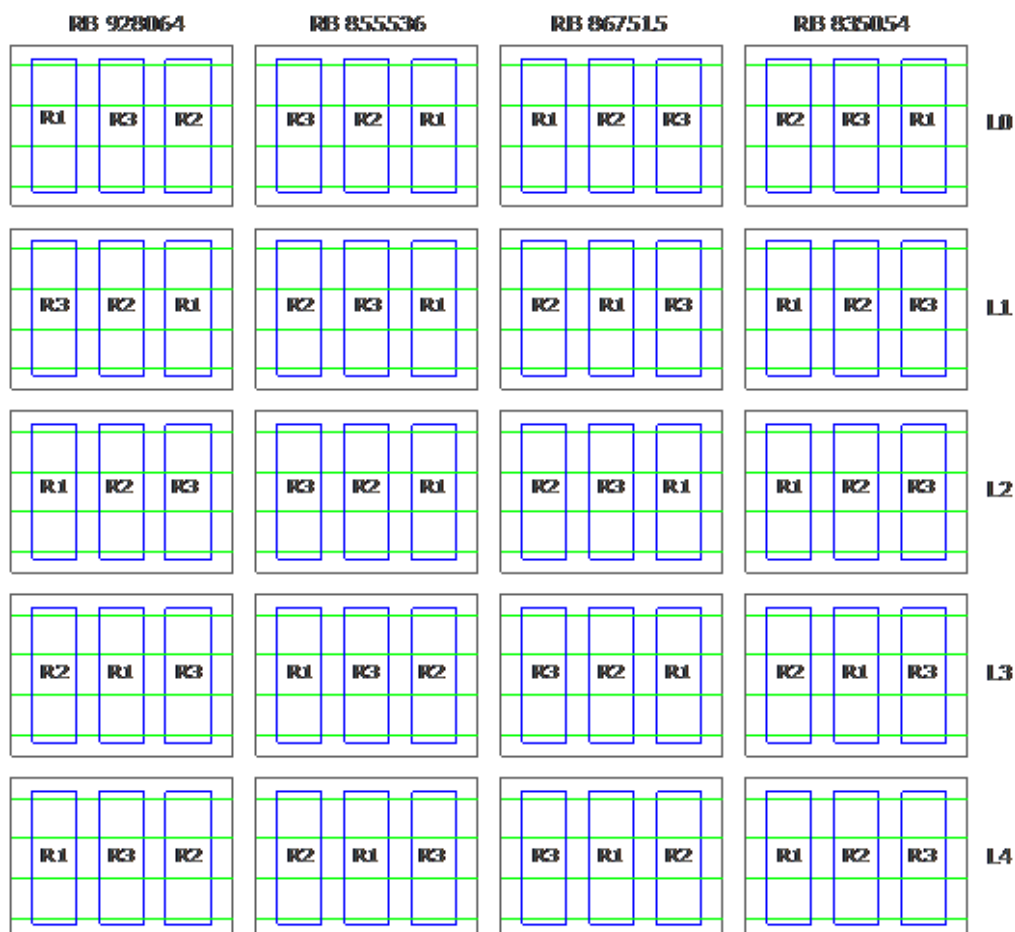 RB 928064 RB 855536 RB 867515 RB 835054
R1 R3 R2 R3 R2 R1 R1 R2 R3 R2 R3 R1 L0
R3 R2 R1 R2 R3 R1 R2 R1 R3 R1 R2 R3 L1
R1 R2 R3 R3 R2 R1 R2 R3 R1 R1 R2 R3 L2
R2 R1 R3 R1 R3 R2 R3 R2 R1 R2 R1 R3 L3
R1 R3 R2 R2 R1 R3 R3 R1 R2 R1 R2 R3 L4